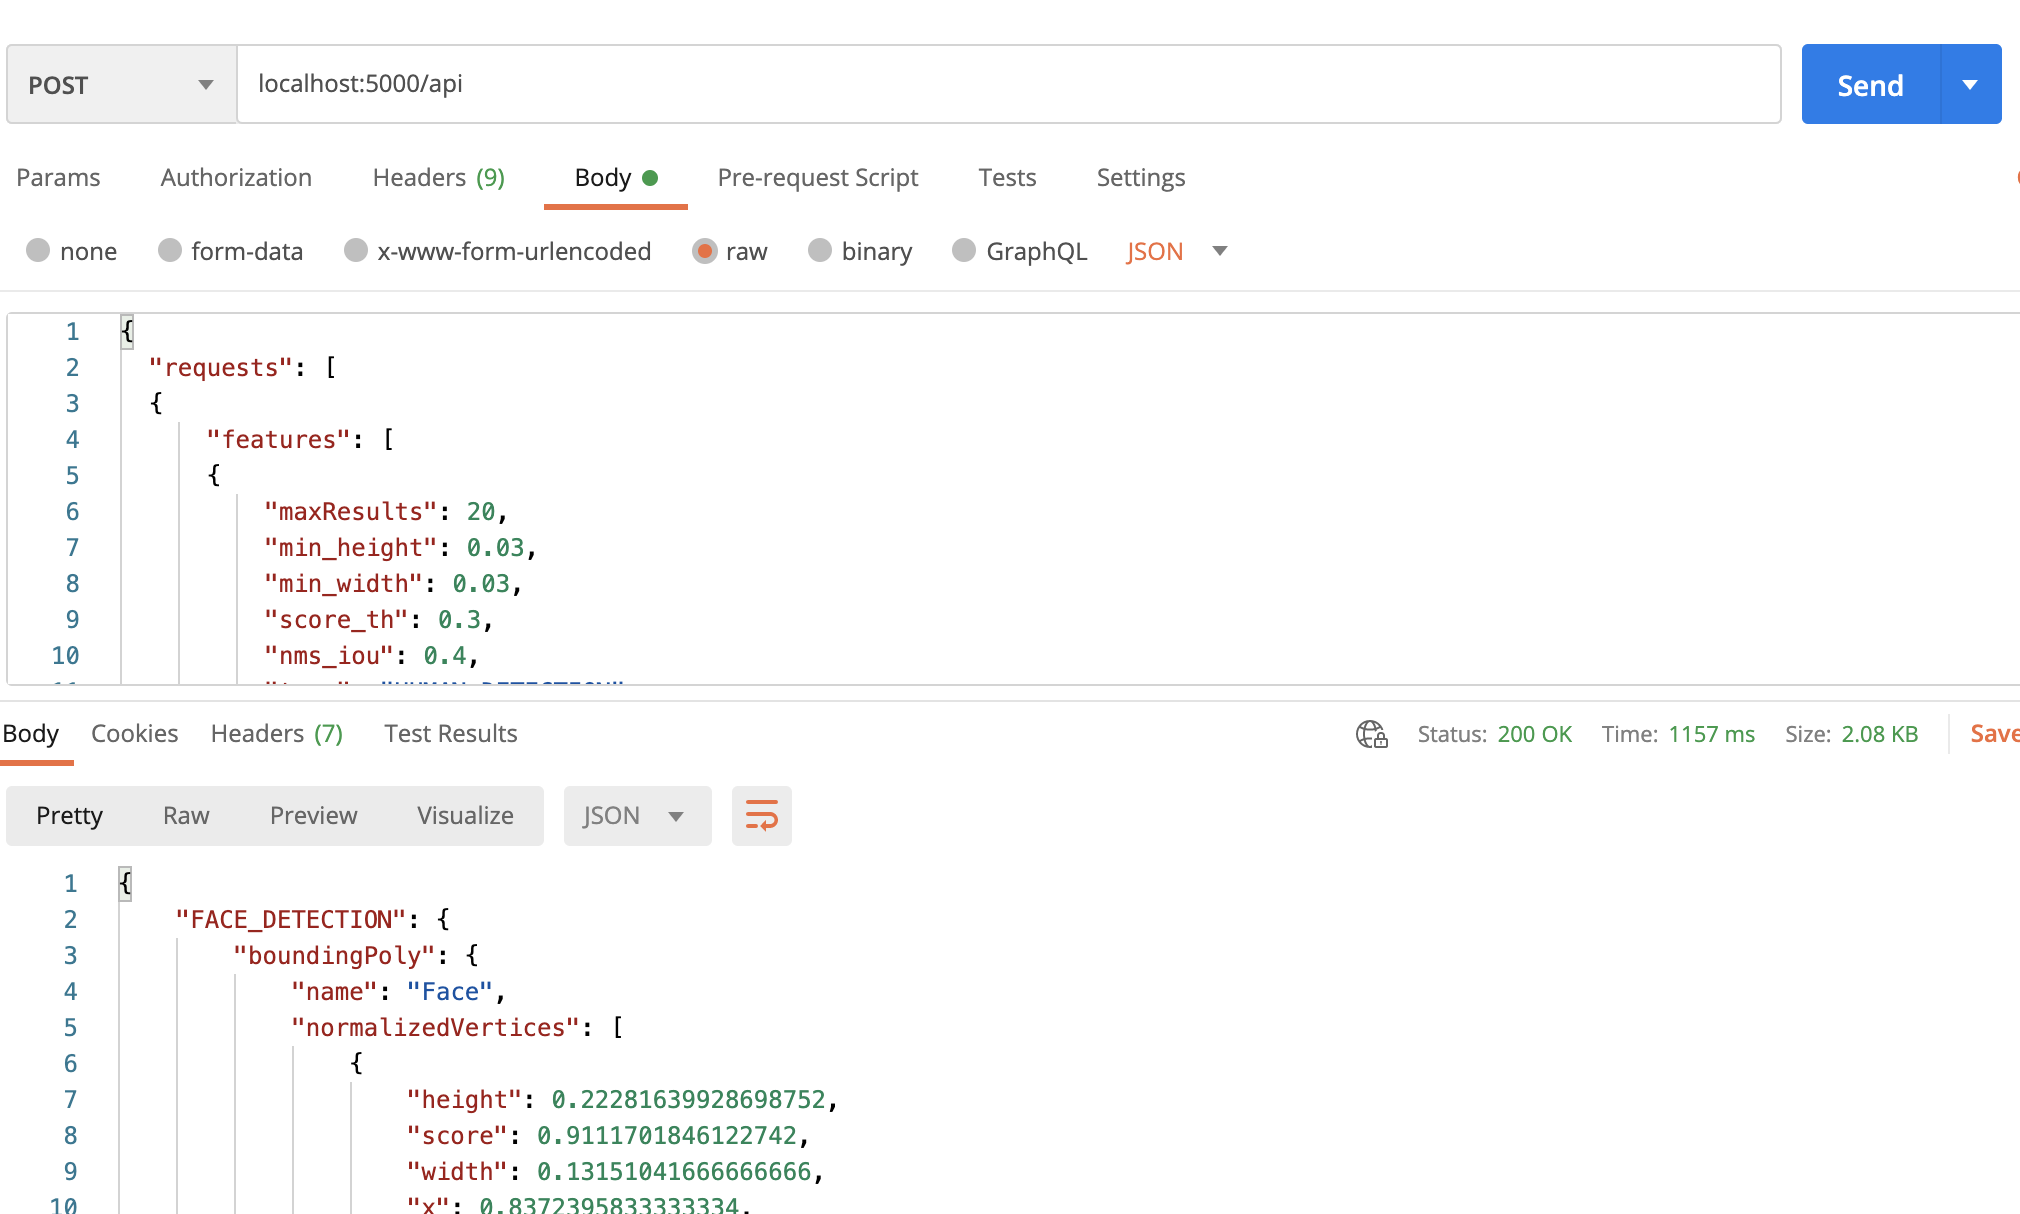 POST localhost:5000/api Send
Params Authorization Headers (9) Body Pre-request Script Tests Settings
none form-data x-www-form-urlencoded raw binary GraphQL JSON
1 {
2 "requests": [
3 {
4 "features": [
5 {
6 "maxResults": 20,
7 "min_height": 0.03,
8 "min_width": 0.03,
9 "score_th": 0.3,
10 "nms_iou": 0.4,
Body Cookies Headers (7) Test Results Status: 200 OK Time: 1157 ms Size: 2.08 KB Save
Pretty Raw Preview Visualize JSON
1 {
2 "FACE_DETECTION": {
3 "boundingPoly": {
4 "name": "Face",
5 "normalizedVertices": [
6 {
7 "height": 0.22281639928698752,
8 "score": 0.9111701846122742,
9 "width": 0.13151041666666666,
10 "x": 0.8372395833333334,